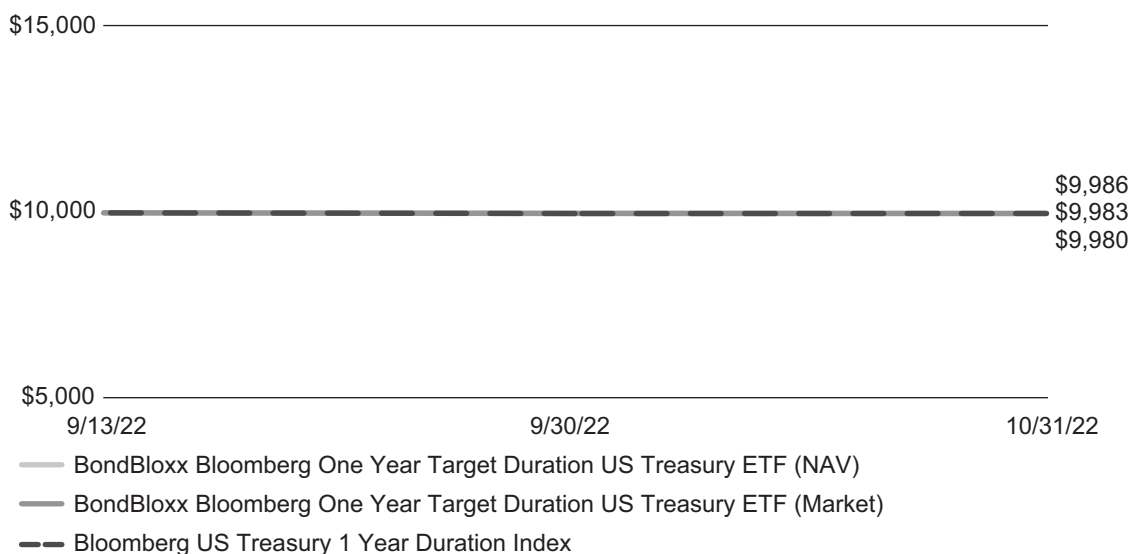 $15,000
$10,000
$9,986
$9,983
$9,980
$5,000
9/13/22 9/30/22 10/31/22
BondBloxx Bloomberg One Year Target Duration US Treasury ETF (NAV)
BondBloxx Bloomberg One Year Target Duration US Treasury ETF (Market)
Bloomberg US Treasury 1 Year Duration Index